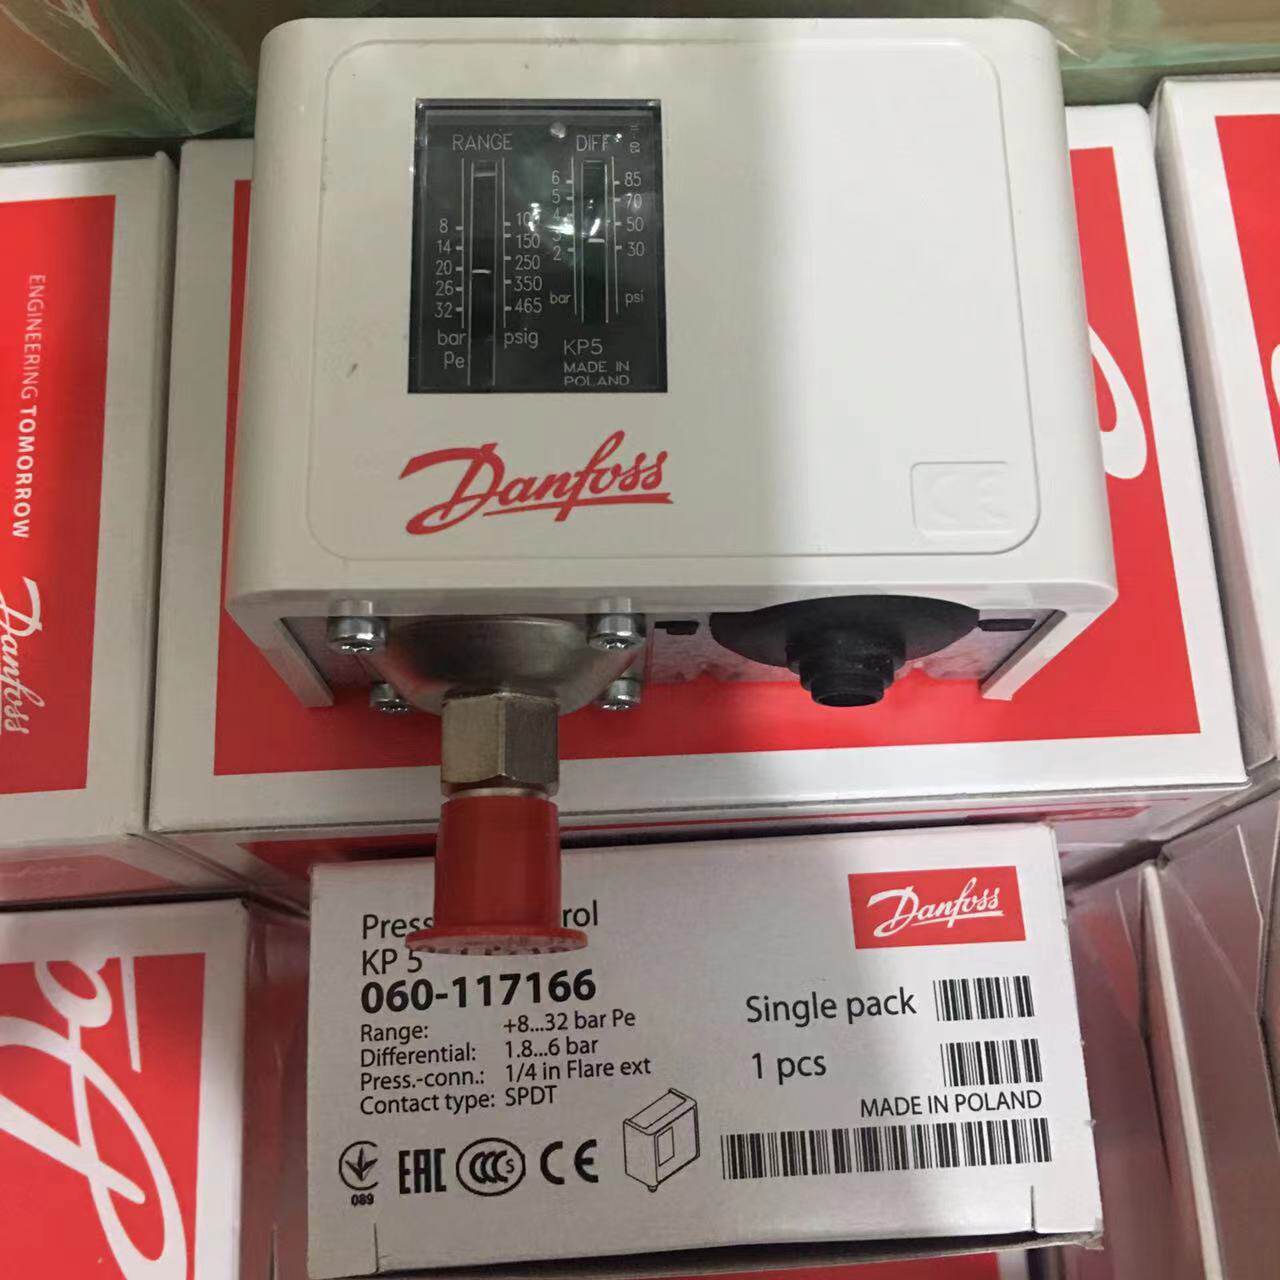 RANGE
DIFF
6 85
5 70
8 4 50
14 150 30
20 250 2
26 350
32 465 bar psi
bar psig
Pe KP5
MADE IN
POLAND
Danfoss
CE
ENGINEERING TOMORROW
Danfoss
Danfoss
KP 5
060-117166
Range: +8...32 bar Pe
Differential: 1.8...6 bar
Press.-conn.: 1/4 in Flare ext
Contact type: SPDT
Single pack
1 pcs
MADE IN POLAND
089
EAC
CCC S
CE